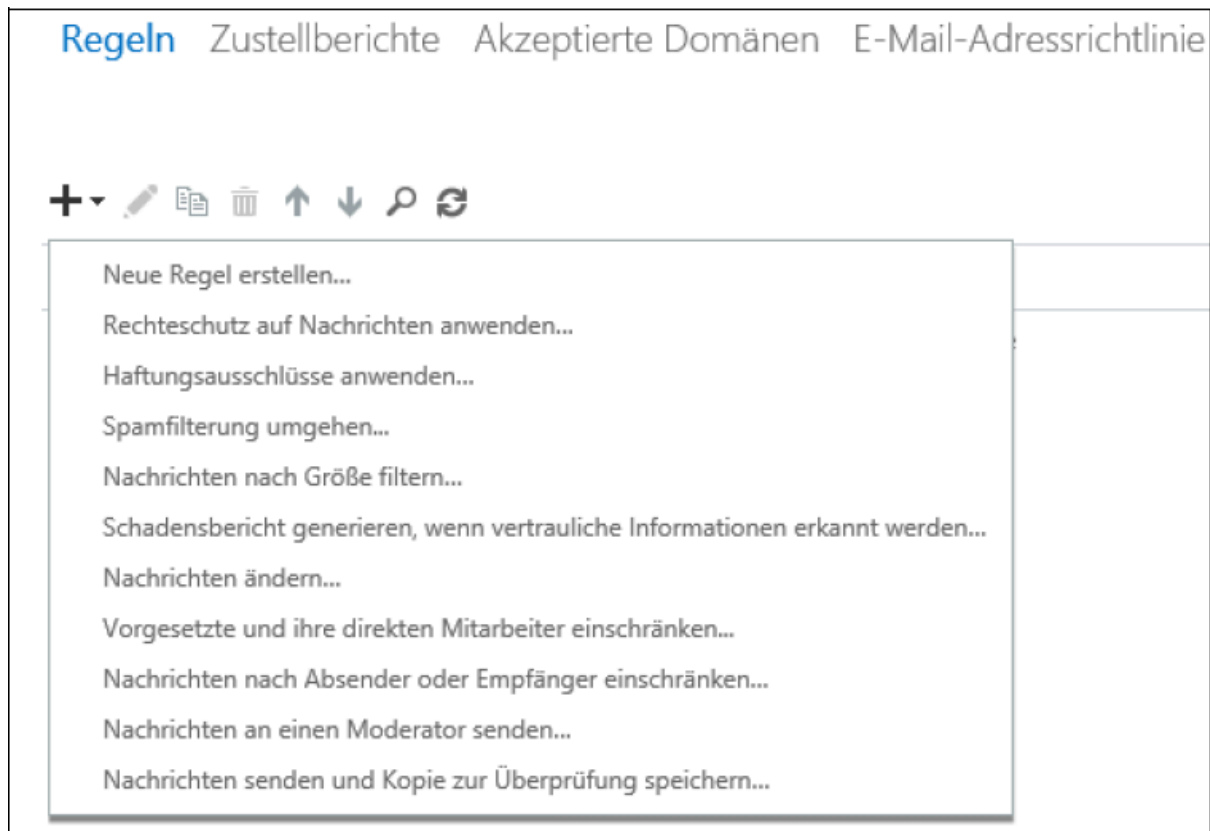 Regeln Zustellberichte Akzeptierte Domänen E-Mail-Adressrichtlinie
Neue Regel erstellen...
Rechteschutz auf Nachrichten anwenden...
Haftungsausschlüsse anwenden...
Spamfilterung umgehen...
Nachrichten nach Größe filtern...
Schadensbericht generieren, wenn vertrauliche Informationen erkannt werden...
Nachrichten ändern...
Vorgesetzte und ihre direkten Mitarbeiter einschränken...
Nachrichten nach Absender oder Empfänger einschränken...
Nachrichten an einen Moderator senden...
Nachrichten senden und Kopie zur Überprüfung speichern...